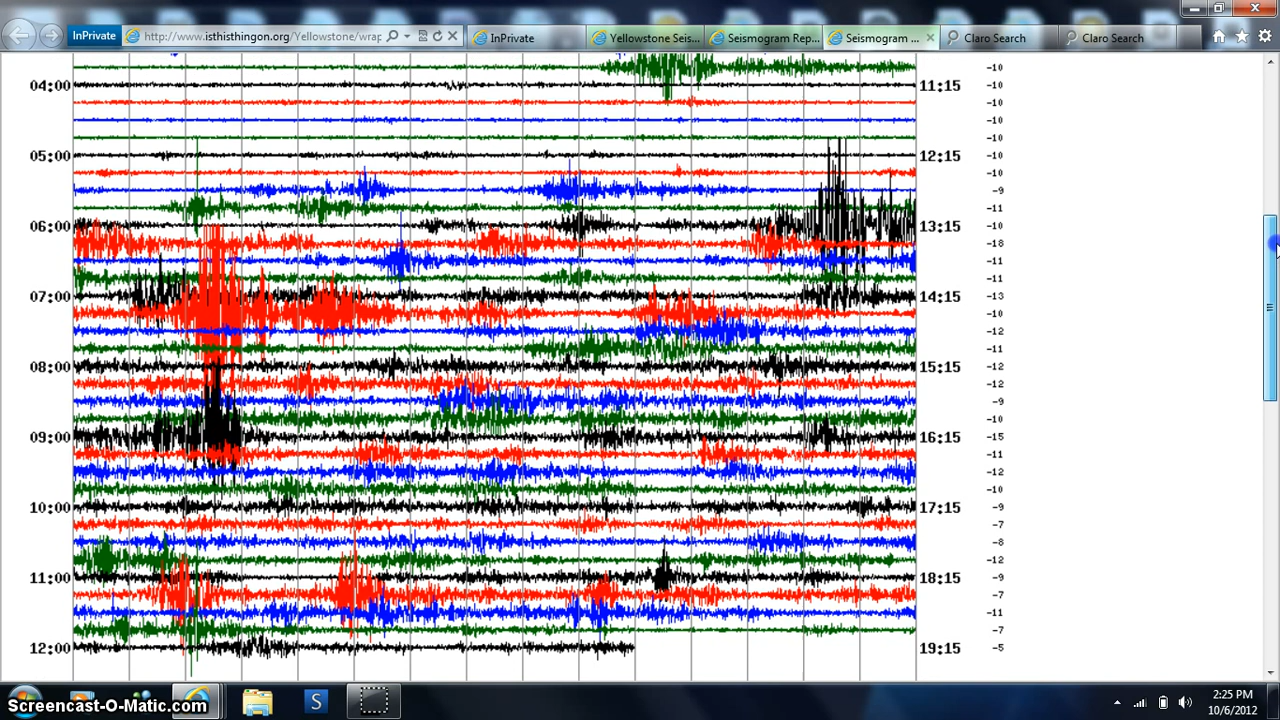 InPrivate http://www.isthisthingon.org/Yellowstone/wrap InPrivate Yellowstone Seis... Seismogram Rep... Seismogram ... Claro Search Claro Search
-10
04:00 11:15 -10
-10
-10
-10
05:00 12:15 -10
-10
-9
-11
06:00 13:15 -10
-18
-11
-11
07:00 14:15 -13
-10
-12
-11
08:00 15:15 -12
-12
-9
-10
09:00 16:15 -15
-11
-12
-10
10:00 17:15 -9
-7
-8
-12
11:00 18:15 -9
-7
-11
-7
12:00 19:15 -5
S
2:25 PM
Screencast-O-Matic.com 10/6/2012